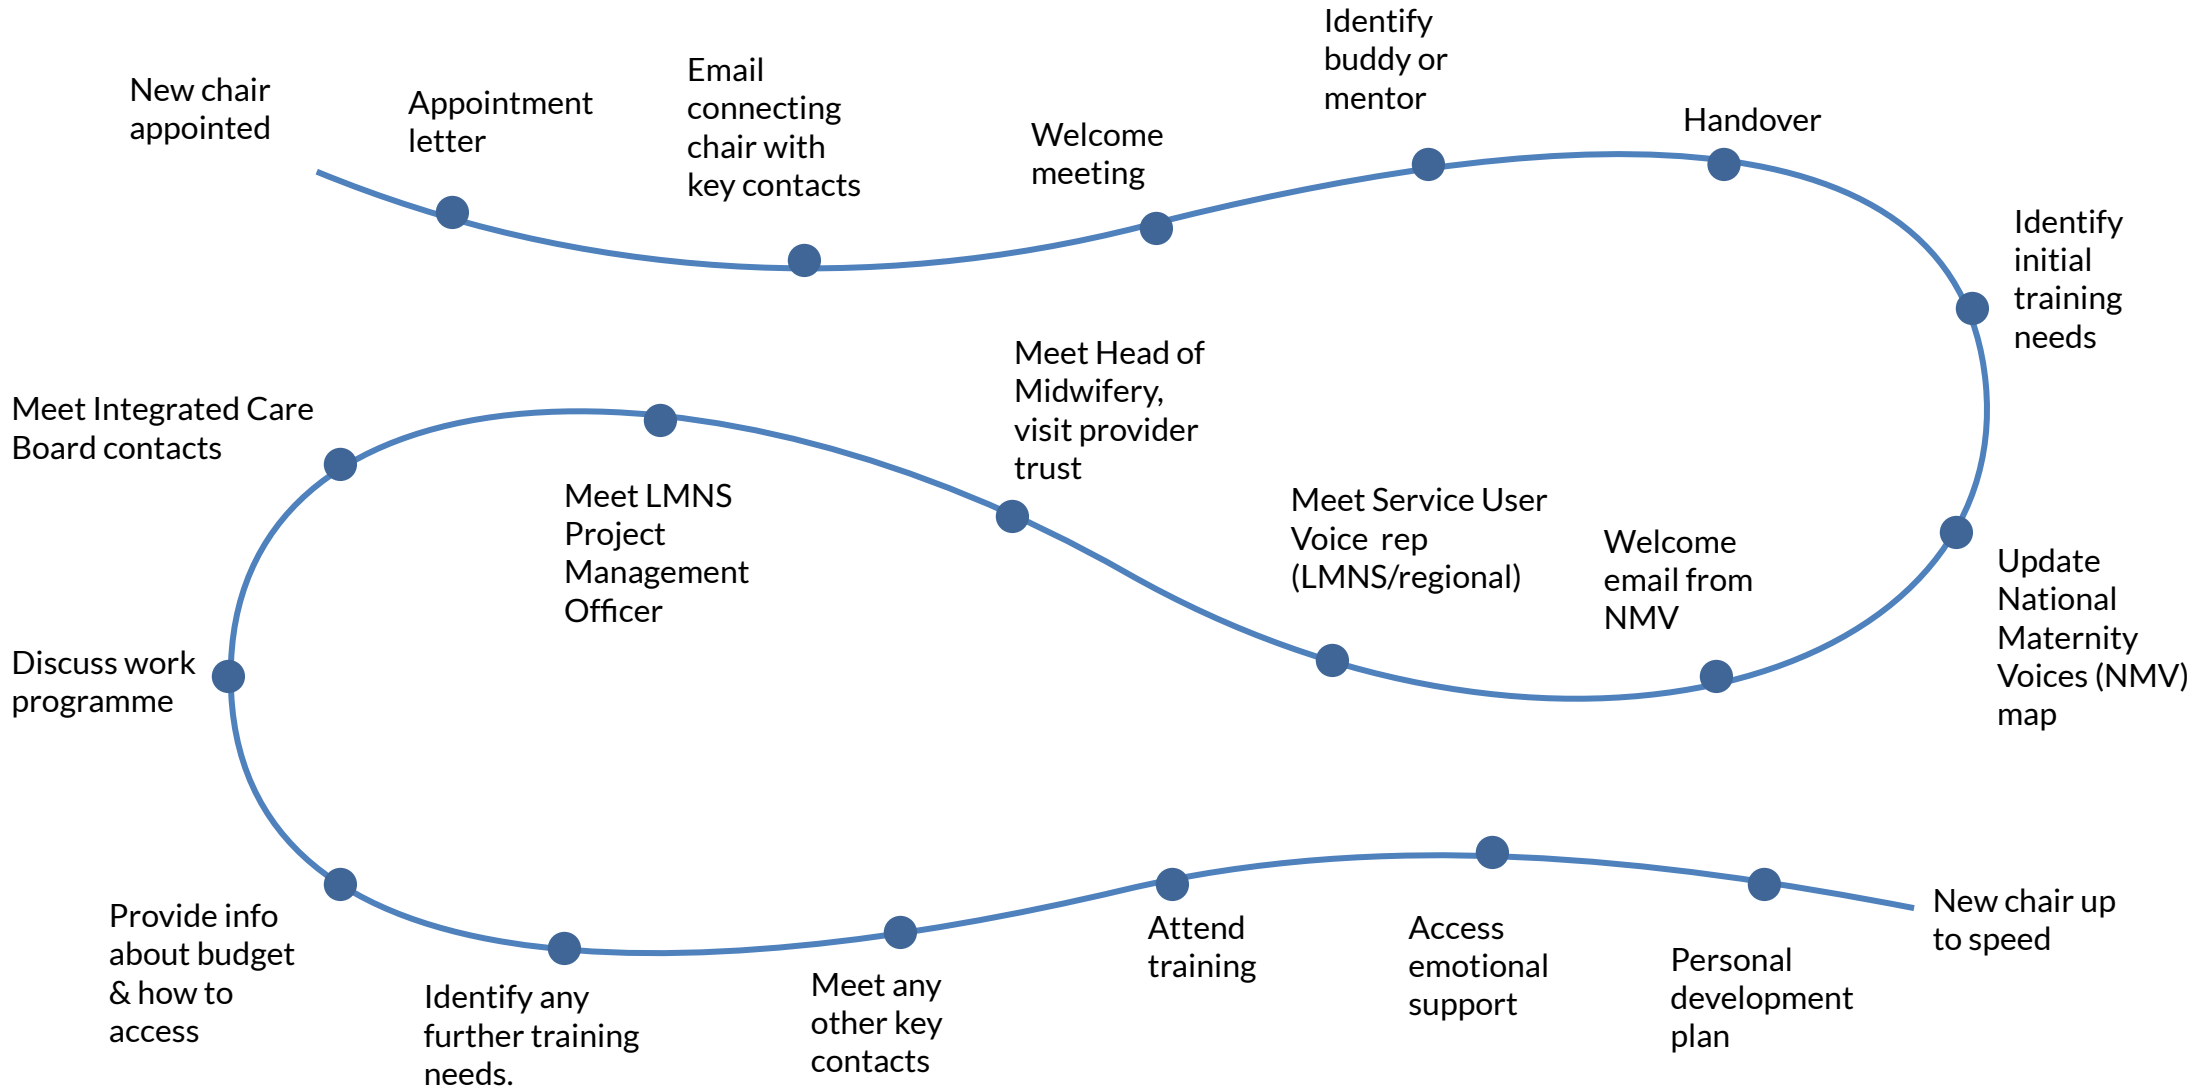 New chair
appointed
Appointment
letter
Email
connecting
chair with
key contacts
Welcome
meeting
Identify
buddy or
mentor
Handover
Identify
initial
training
needs
Update
National
Maternity
Voices (NMV)
map
Welcome
email from
NMV
Meet Service User
Voice  rep
(LMNS/regional)
Meet Head of
Midwifery,
visit provider
trust
Meet LMNS
Project
Management
Officer
Meet Integrated Care
Board contacts
Discuss work
programme
Provide info
about budget
& how to
access
Identify any
further training
needs.
Meet any
other key
contacts
Attend
training
Access
emotional
support
Personal
development
plan
New chair up
to speed